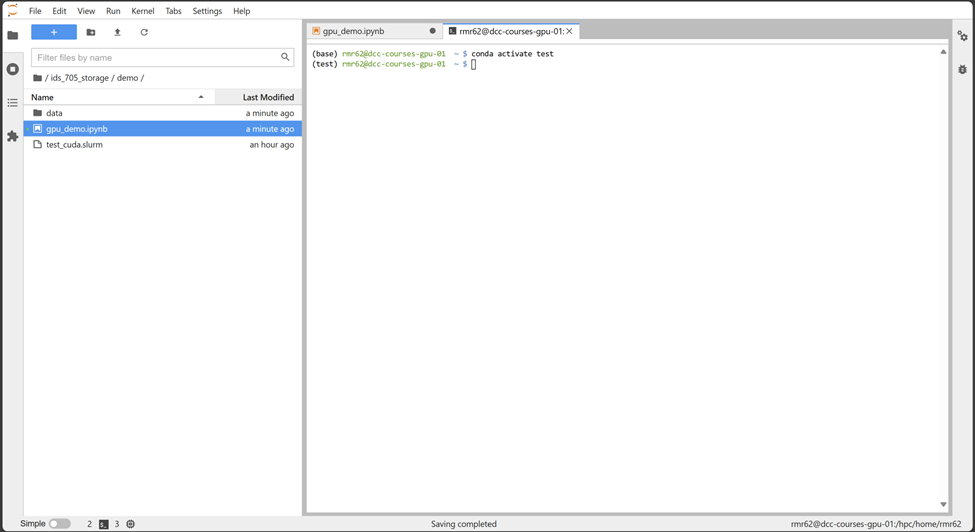 File Edit View Run Kernel Tabs Settings Help
+
Filter files by name
/ ids_705_storage / demo /
Name Last Modified
data a minute ago
gpu_demo.ipynb a minute ago
test_cuda.slurm an hour ago
gpu_demo.ipynb
rmr62@dcc-courses-gpu-01:
(base) rmr62@dcc-courses-gpu-01 ~ $ conda activate test
(test) rmr62@dcc-courses-gpu-01 ~ $
Simple 2 $_ 3 Saving completed rmr62@dcc-courses-gpu-01:/hpc/home/rmr62